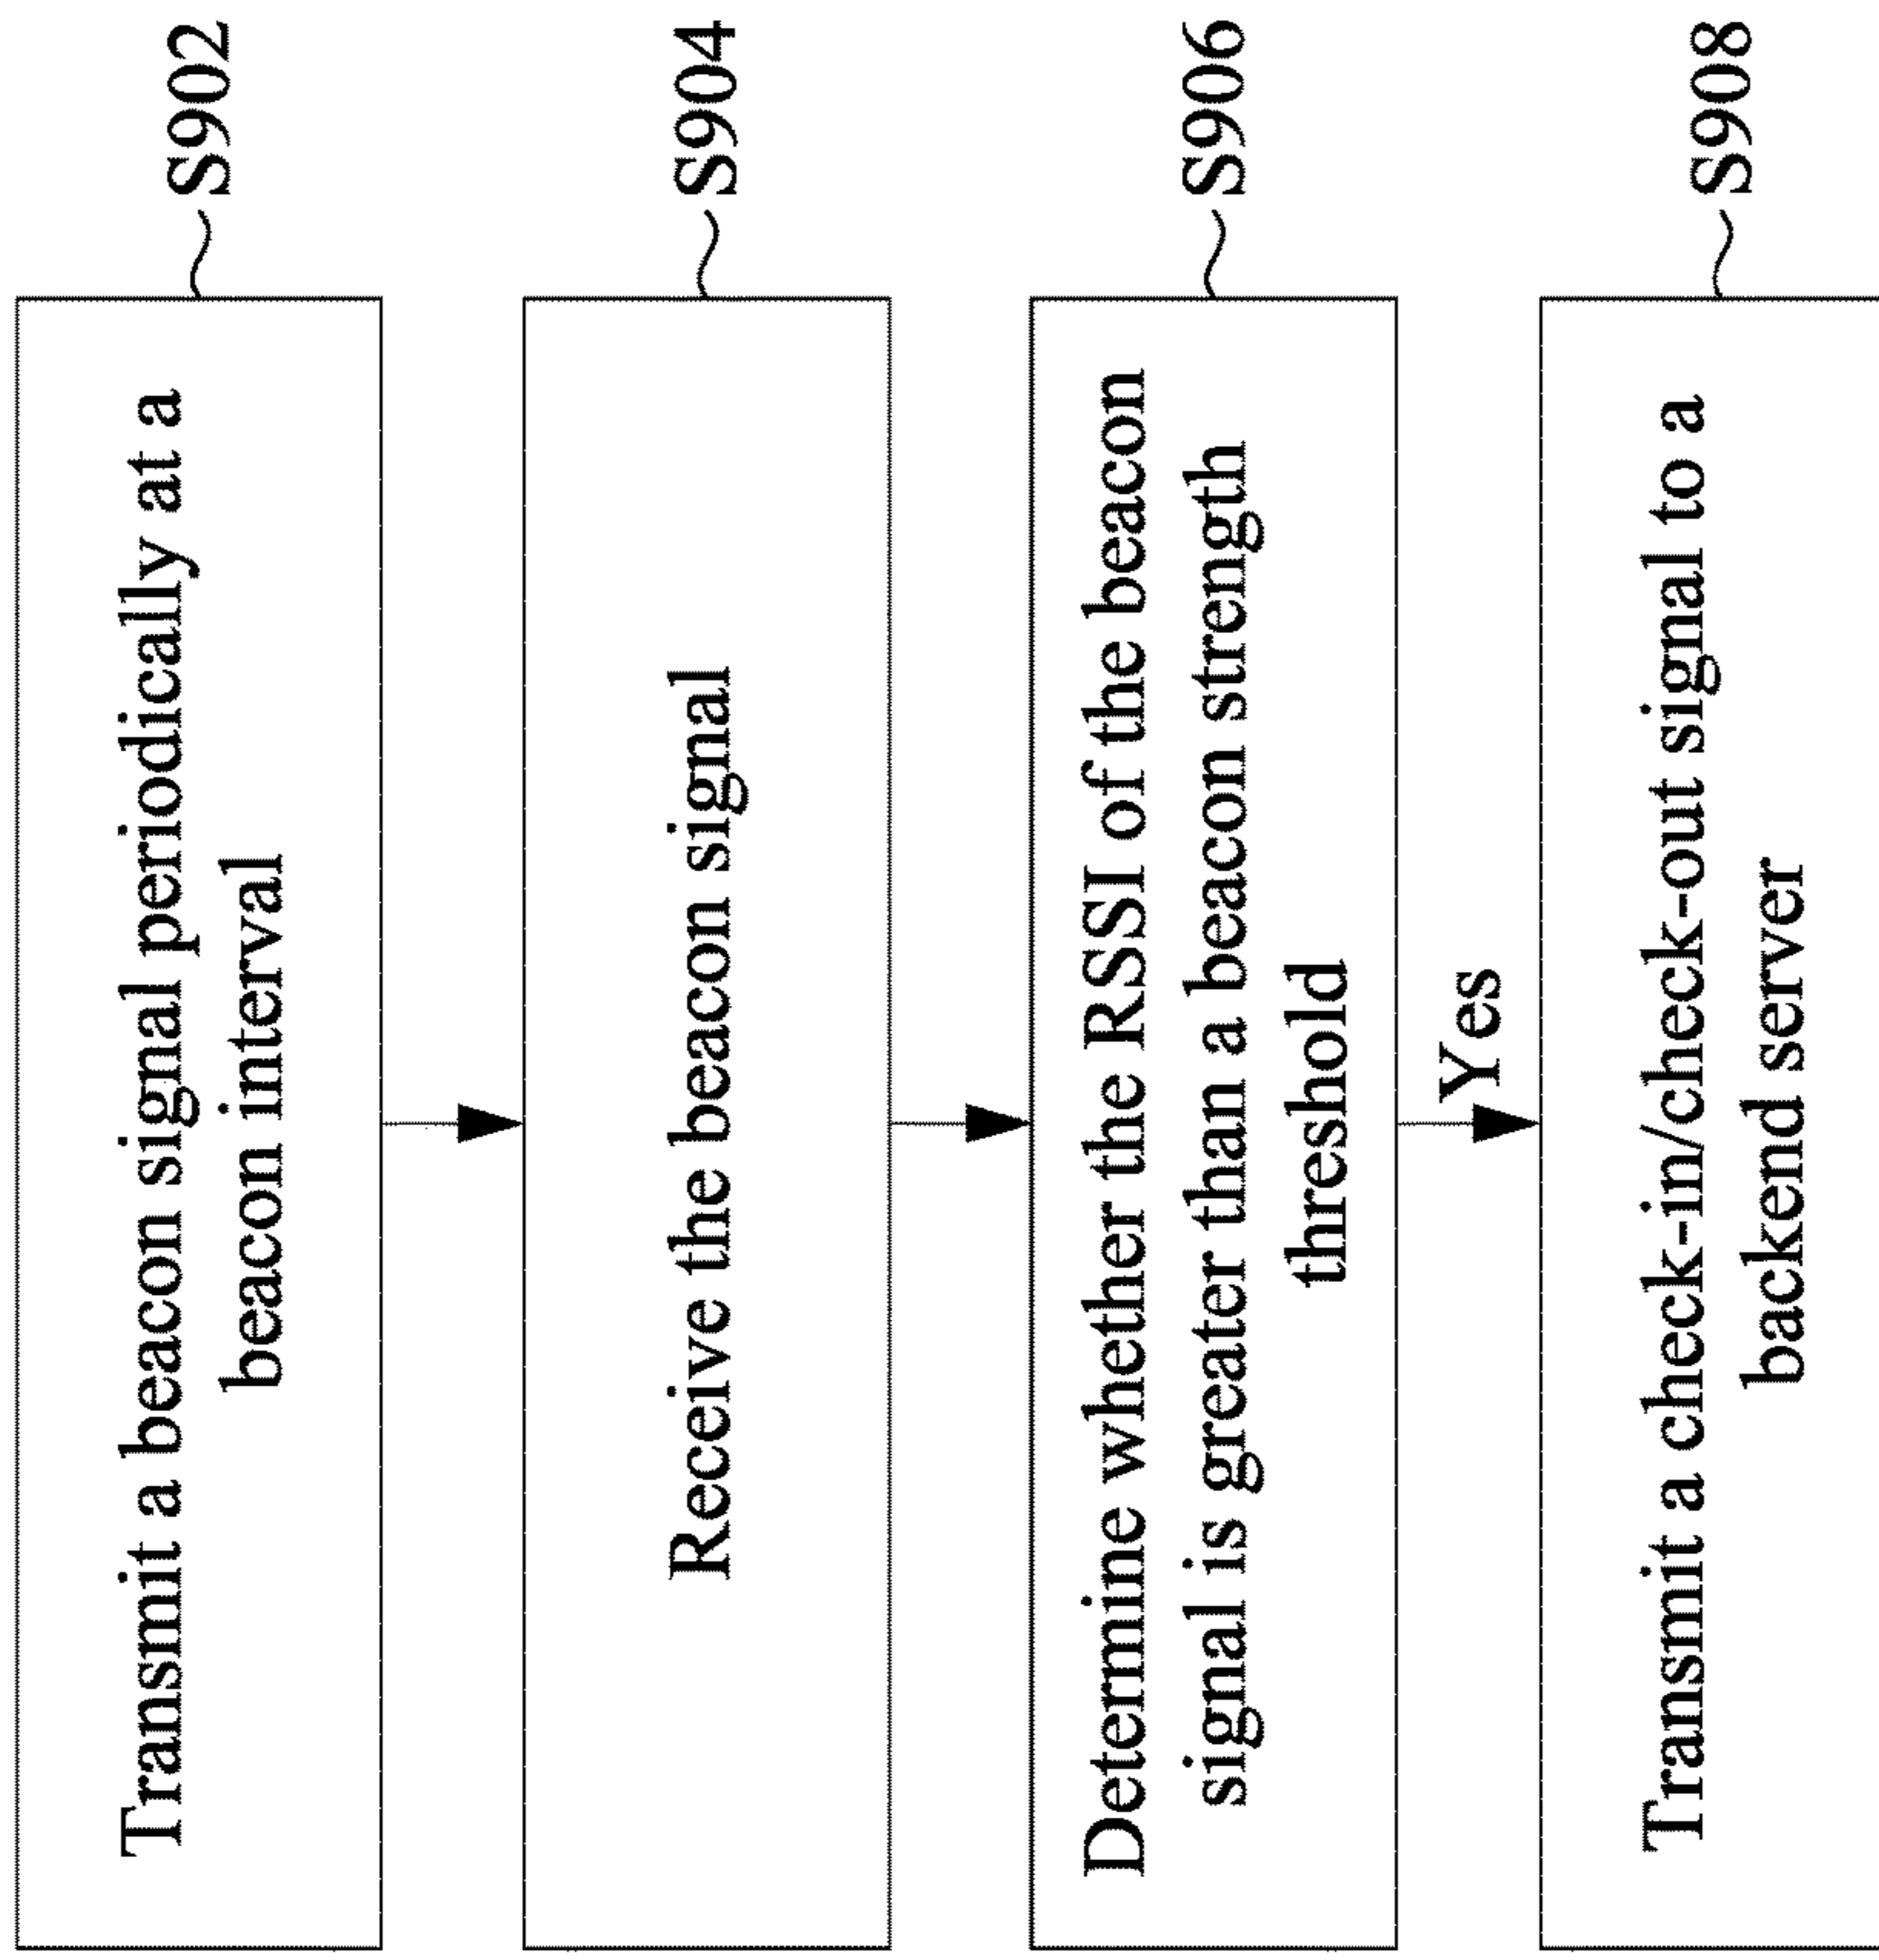 Transmit a beacon signal periodically at a
beacon interval
S902
Receive the beacon signal
S904
Determine whether the RSSI of the beacon
signal is greater than a beacon strength
threshold
S906
Yes
Transmit a check-in/check-out signal to a
backend server
S908